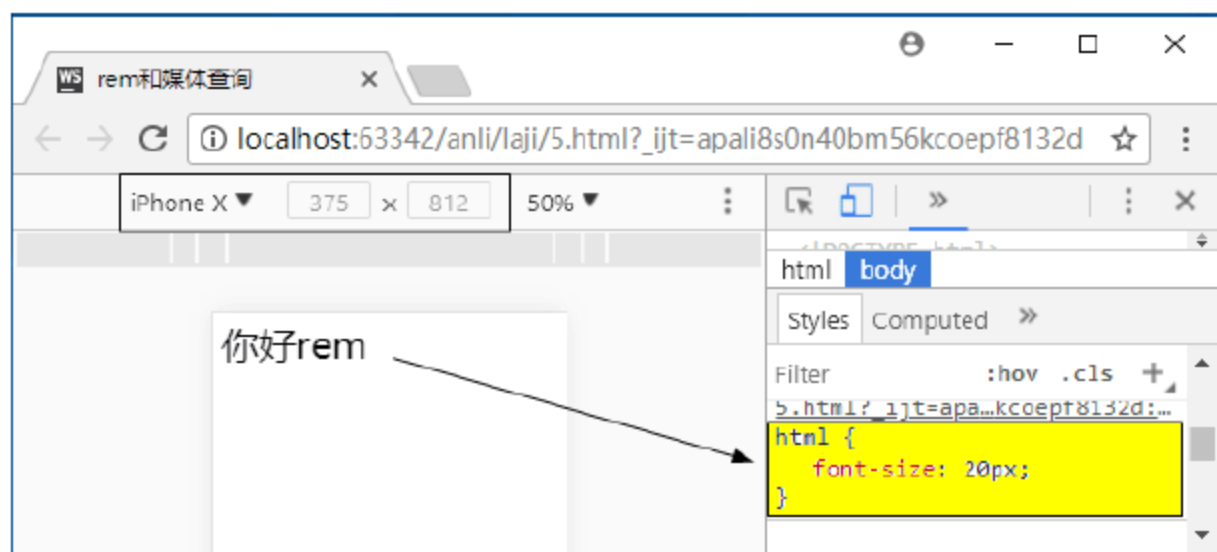 WS rem和媒体查询
localhost:63342/anli/laji/5.html?_ijt=apali8s0n40bm56kcoepf8132d
iPhone X 375 x 812 50%
html body
Styles Computed »
你好rem
Filter :hov .cls +
5.html?_ijt=apa…kcoepf8132d:…
html {
font-size: 20px;
}